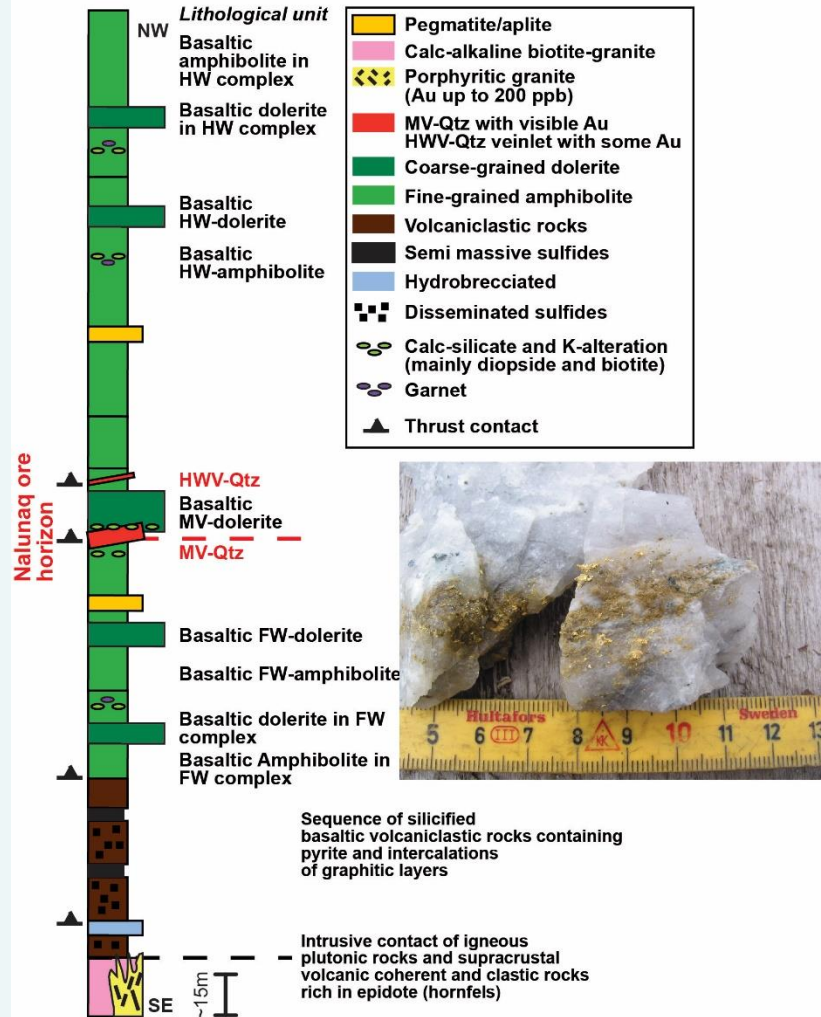 Lithological unit
NW
Basaltic
amphibolite in
HW complex
Basaltic dolerite
in HW complex
Basaltic
HW-dolerite
Basaltic
HW-amphibolite
HWV-Qtz
Basaltic
MV-dolerite
MV-Qtz
Nalunaq ore
horizon
Basaltic FW-dolerite
Basaltic FW-amphibolite
Basaltic dolerite in FW
complex
Basaltic Amphibolite in
FW complex
Sequence of silicified
basaltic volcaniclastic rocks containing
pyrite and intercalations
of graphitic layers
Intrusive contact of igneous
plutonic rocks and supracrustal
volcanic coherent and clastic rocks
rich in epidote (hornfels)
SE
~15m
Pegmatite/aplite
Calc-alkaline biotite-granite
Porphyritic granite
(Au up to 200 ppb)
MV-Qtz with visible Au
HWV-Qtz veinlet with some Au
Coarse-grained dolerite
Fine-grained amphibolite
Volcaniclastic rocks
Semi massive sulfides
Hydrobrecciated
Disseminated sulfides
Calc-silicate and K-alteration
(mainly diopside and biotite)
Garnet
Thrust contact
Hultafors Sweden
5 6 III 7 8 KK 9 10 11 12 13